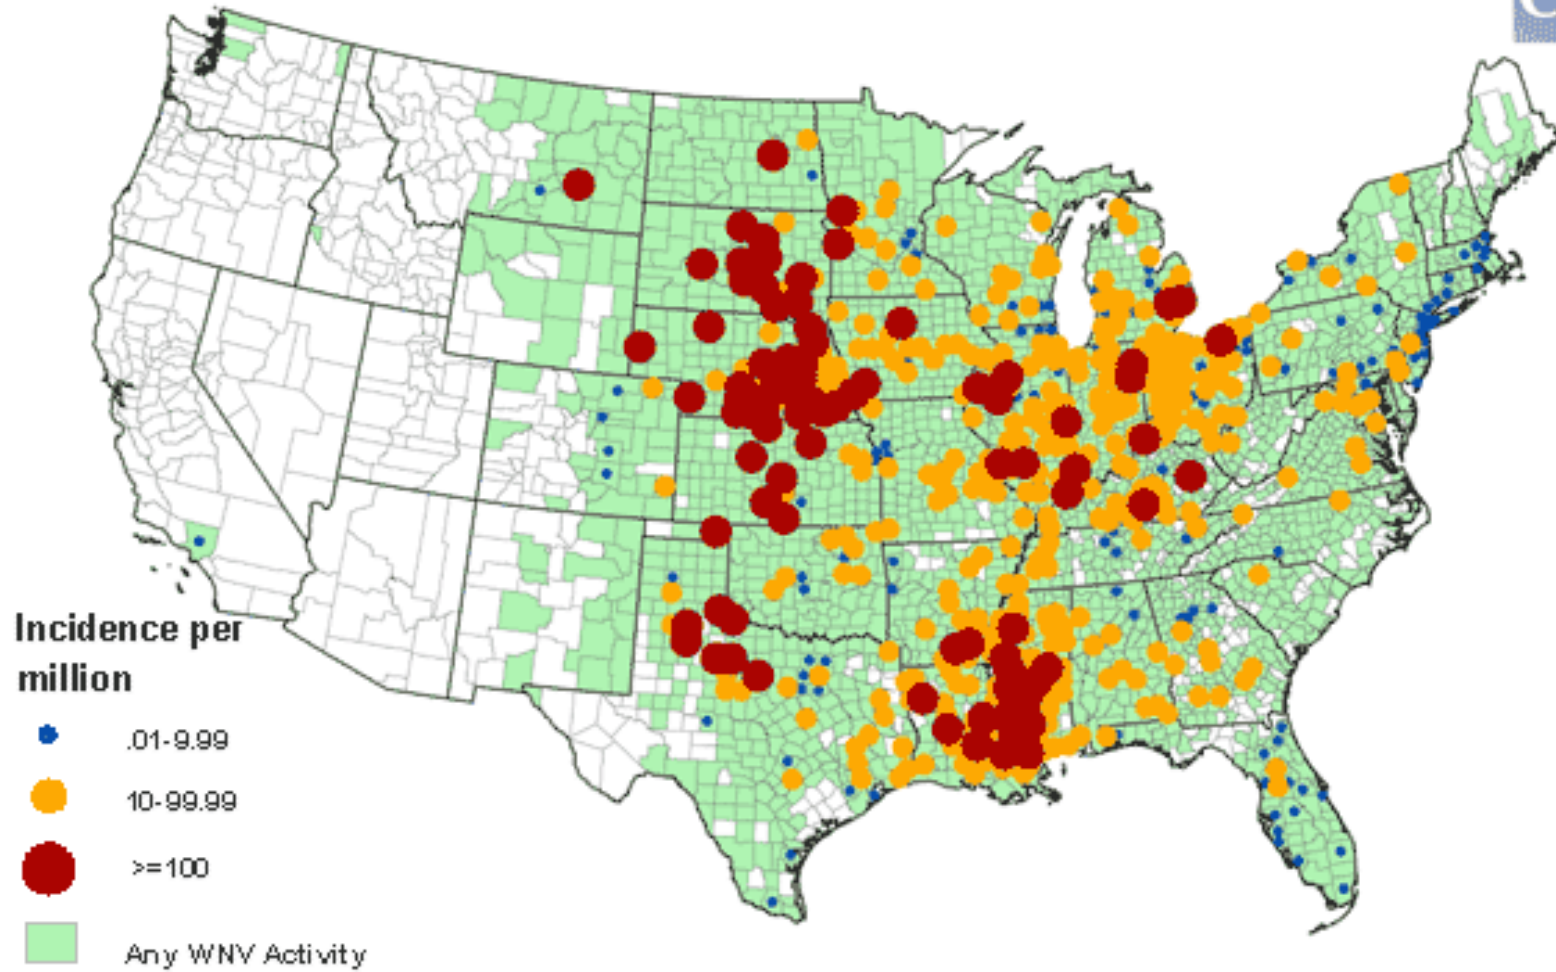 Incidence per
million
.01-9.99
10-99.99
>=100
Any WNV Activity